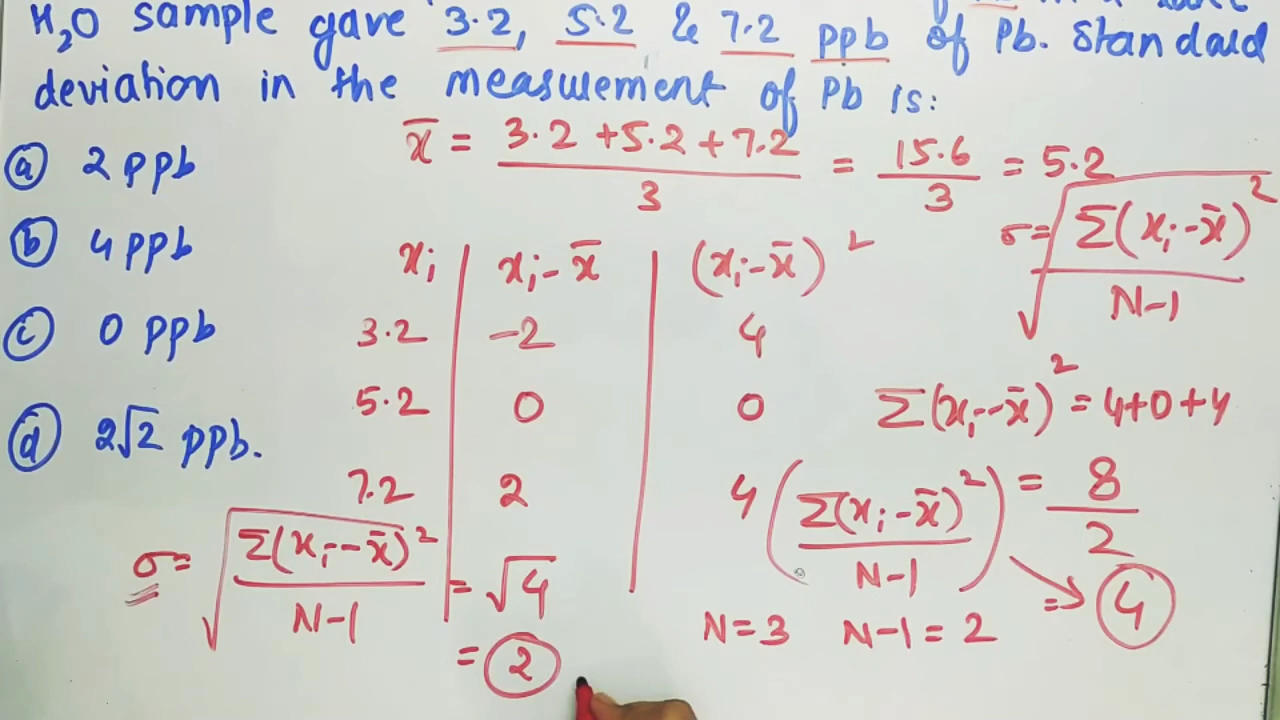 H₂O sample gave 3.2, 5.2 & 7.2 ppb of Pb. Standard
deviation in the measurement of Pb is:
x̄ = (3.2 + 5.2 + 7.2)/3 = 15.6/3 = 5.2
ⓐ 2 ppb
σ = √(Σ(xᵢ - x̄)²/(N-1))
ⓑ 4 ppb
xᵢ | xᵢ - x̄ | (xᵢ - x̄)²
ⓒ 0 ppb
3.2 | -2 | 4
5.2 | 0 | 0
Σ(xᵢ - x̄)² = 4+0+4
ⓓ 2√2 ppb.
7.2 | 2 | 4
(Σ(xᵢ - x̄)²/(N-1)) = 8/2
=> 4
σ = √(Σ(xᵢ - x̄)²/(N-1)) = √4
N = 3 N-1 = 2
= 2